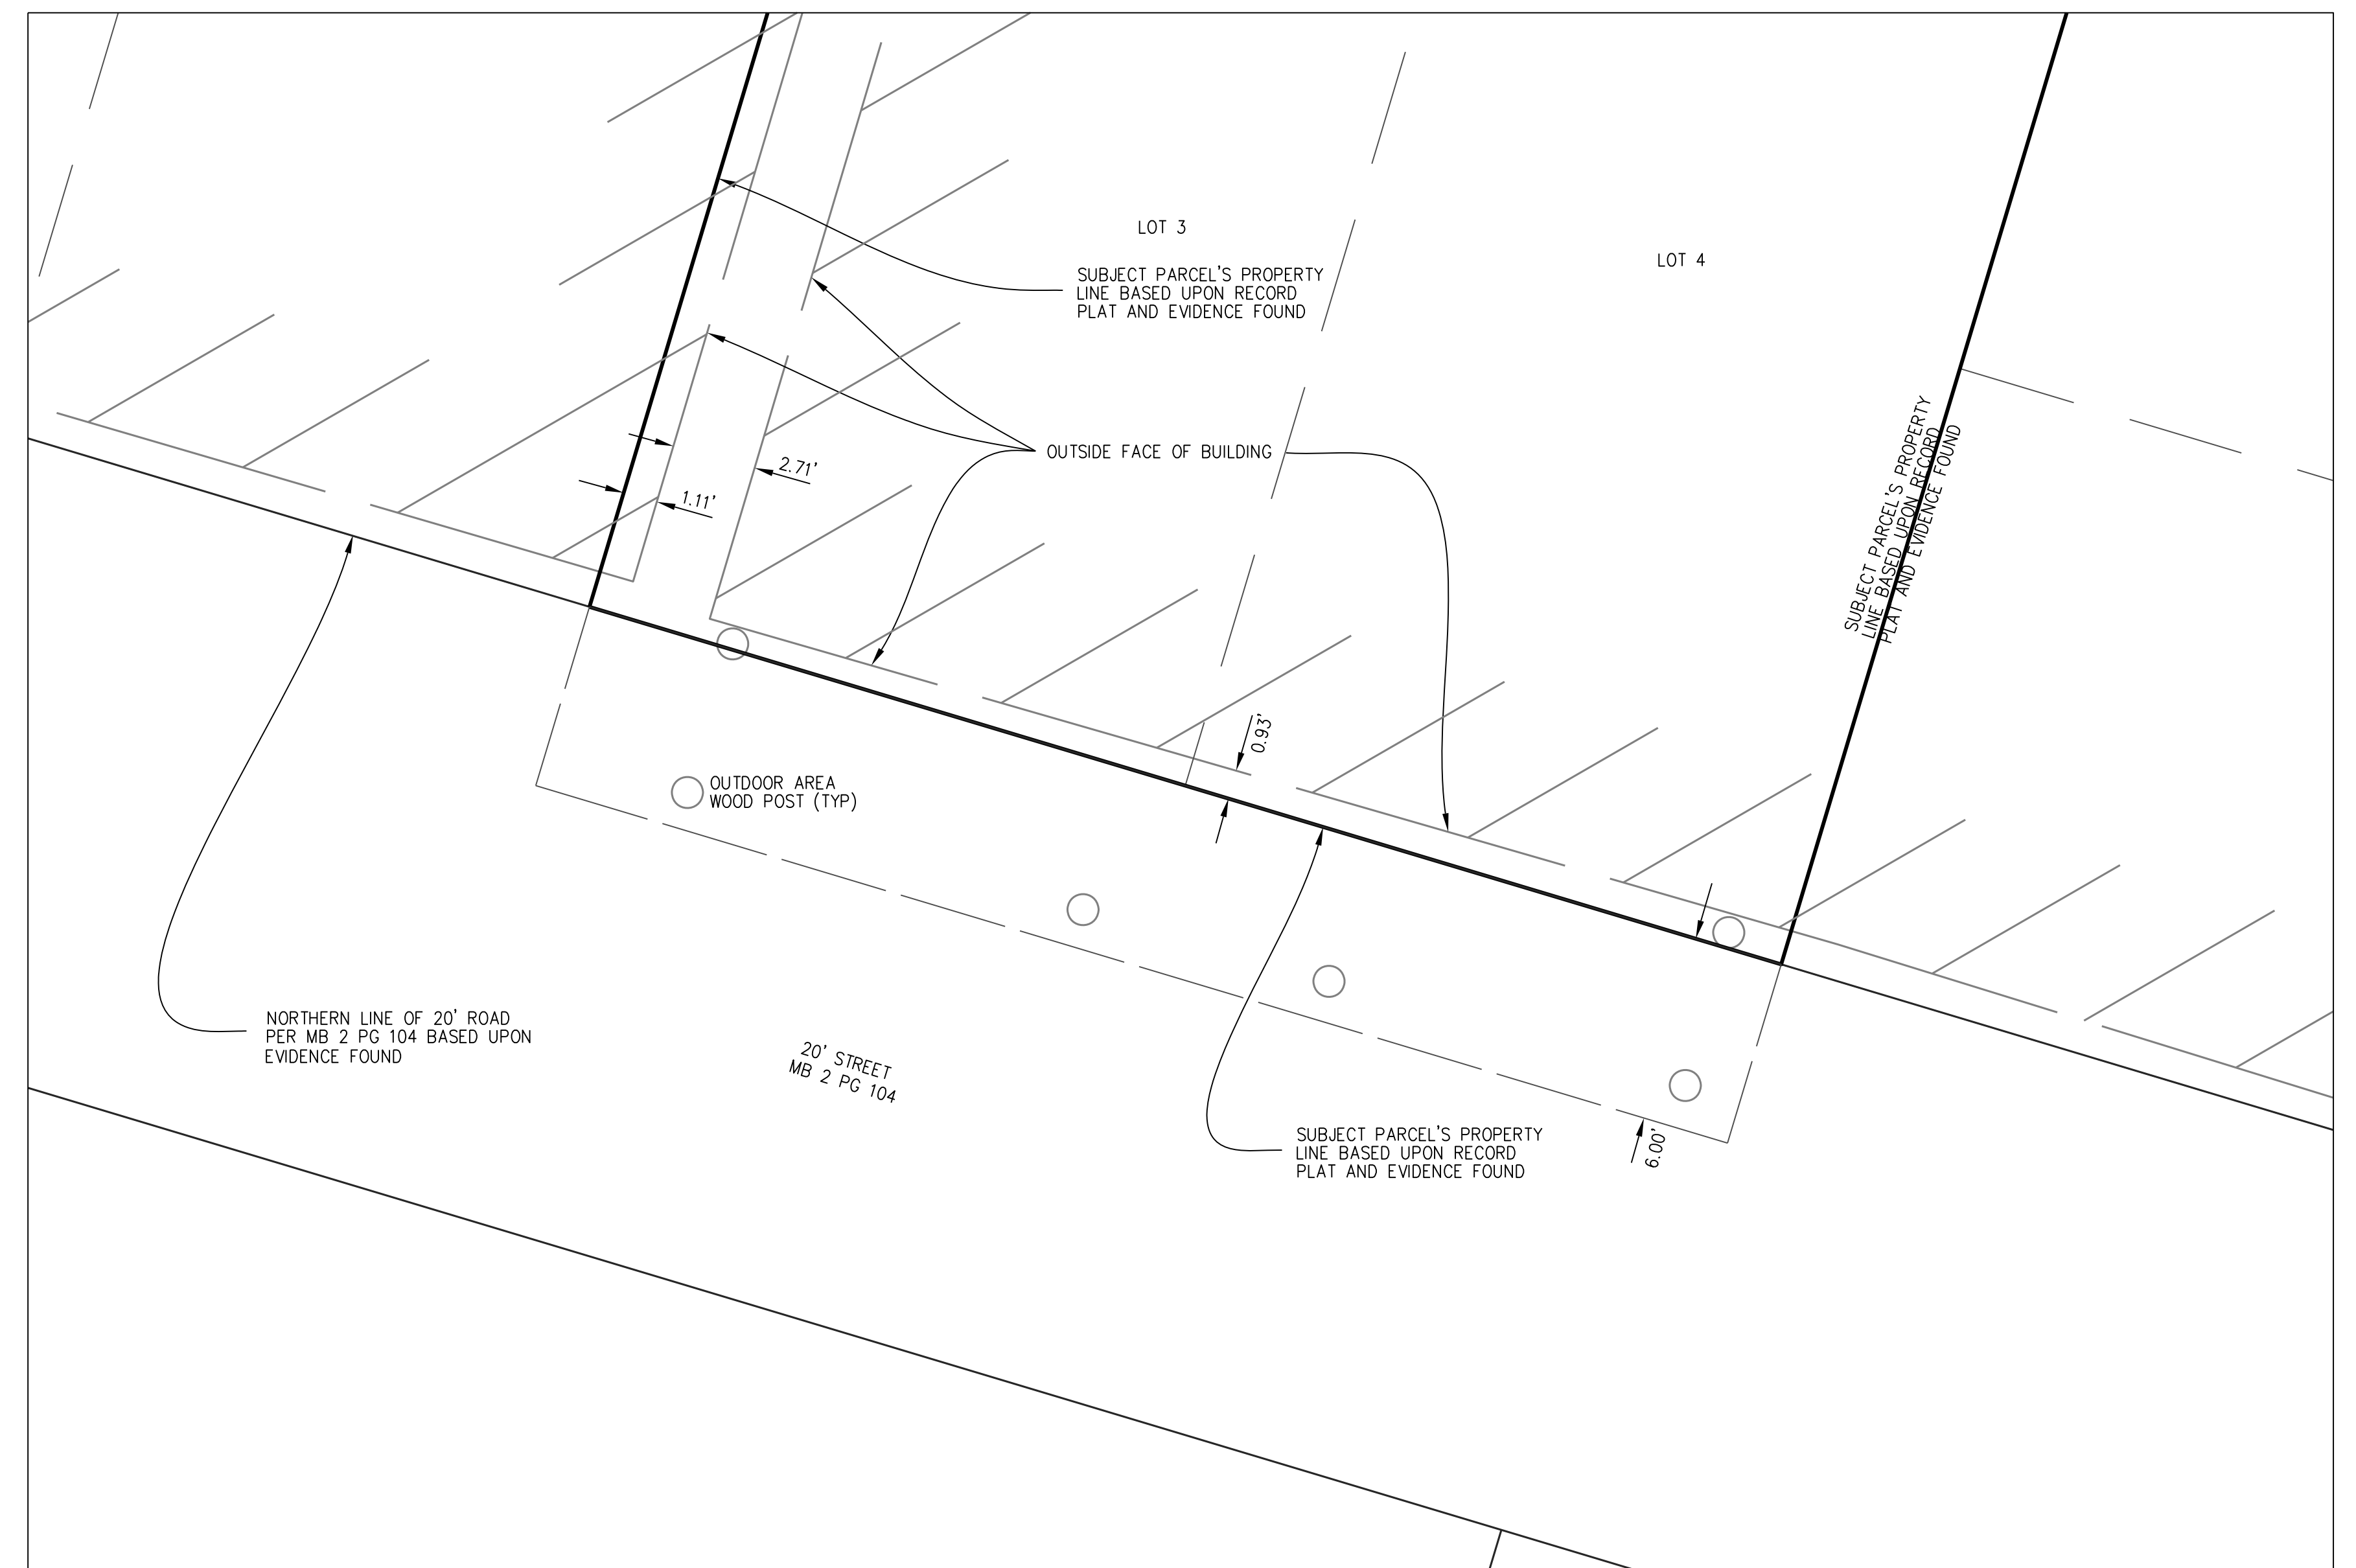 LOT 3
LOT 4
SUBJECT PARCEL'S PROPERTY
LINE BASED UPON RECORD
PLAT AND EVIDENCE FOUND
OUTSIDE FACE OF BUILDING
2.71'
1.11'
SUBJECT PARCEL'S PROPERTY
LINE BASED UPON RECORD
PLAT AND EVIDENCE FOUND
0.93'
OUTDOOR AREA
WOOD POST (TYP)
NORTHERN LINE OF 20' ROAD
PER MB 2 PG 104 BASED UPON
EVIDENCE FOUND
20' STREET
MB 2 PG 104
SUBJECT PARCEL'S PROPERTY
LINE BASED UPON RECORD
PLAT AND EVIDENCE FOUND
6.00'